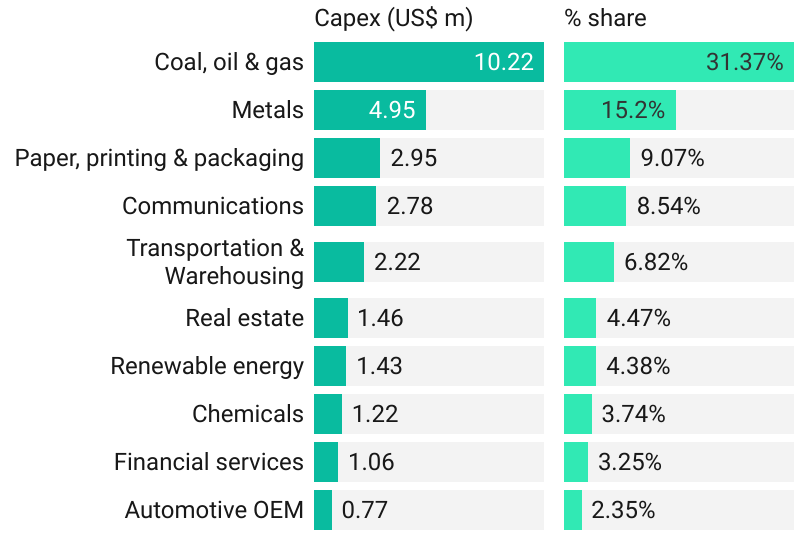 Capex (US$ m) % share
Coal, oil & gas 10.22 31.37%
Metals 4.95 15.2%
Paper, printing & packaging 2.95 9.07%
Communications 2.78 8.54%
Transportation &
Warehousing 2.22 6.82%
Real estate 1.46 4.47%
Renewable energy 1.43 4.38%
Chemicals 1.22 3.74%
Financial services 1.06 3.25%
Automotive OEM 0.77 2.35%